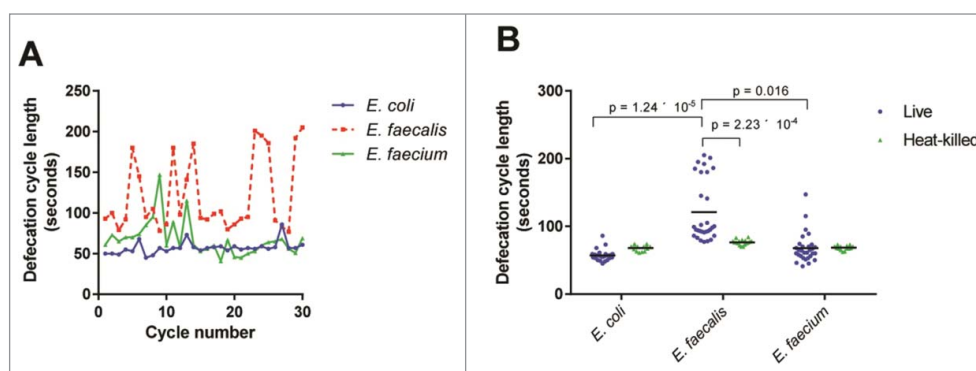 A
Defecation cycle length
(seconds)
250
200
150
100
50
0
0
10
20
30
Cycle number
E. coli
E. faecalis
E. faecium
B
Defecation cycle length
(seconds)
300
200
100
0
p = 1.24 ´ 10-5
p = 0.016
p = 2.23 ´ 10-4
Live
Heat-killed
E. coli
E. faecalis
E. faecium